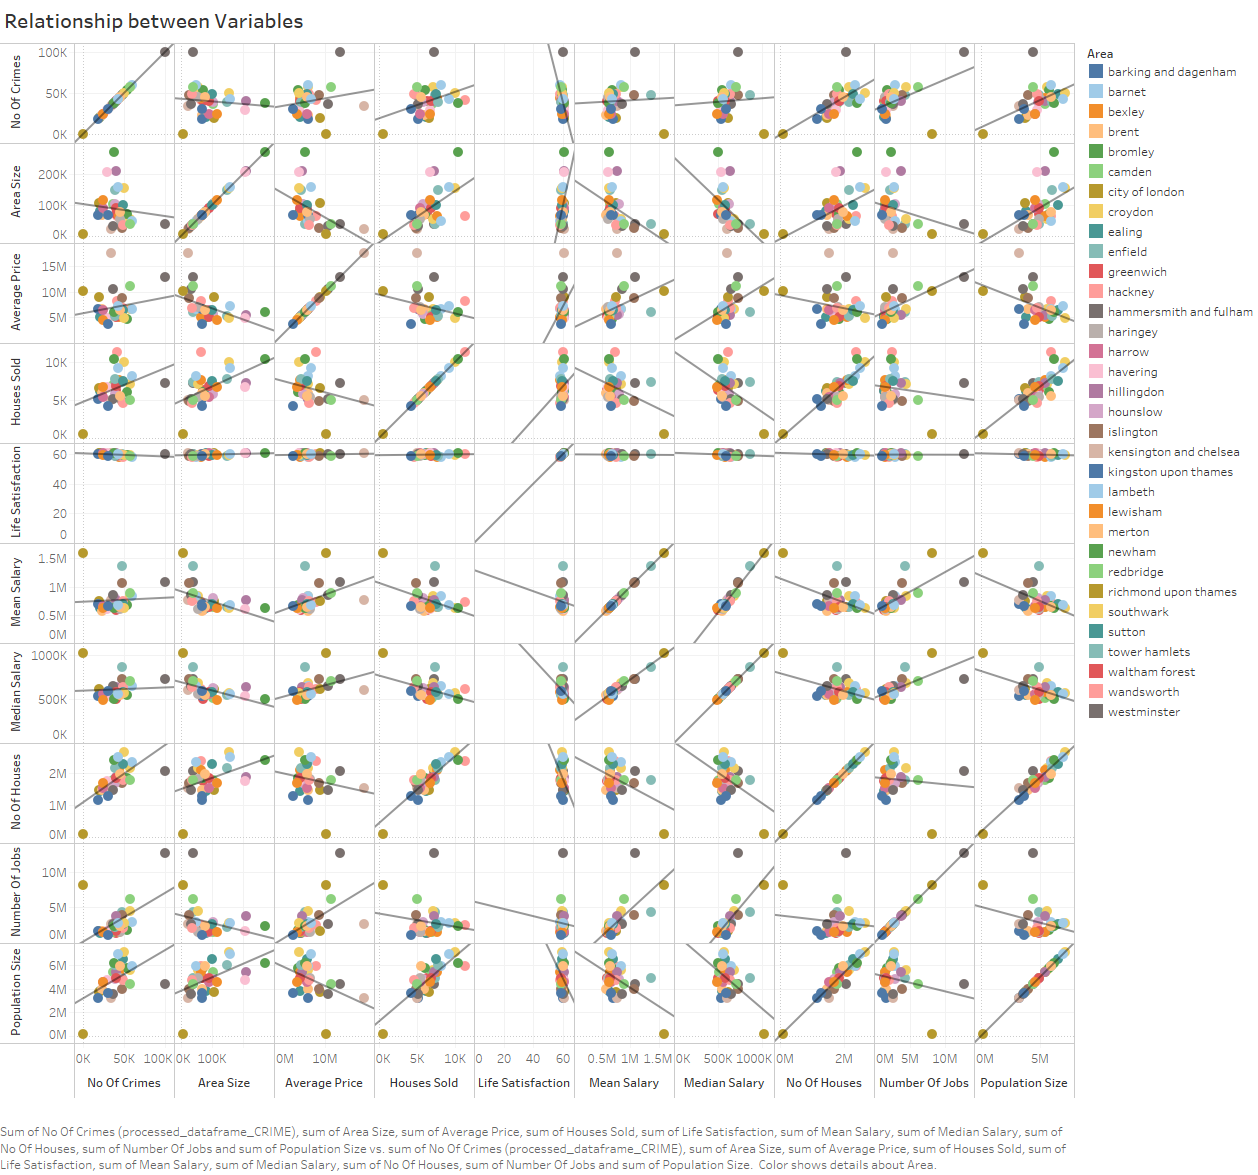 Relationship between Variables
No Of Crimes
100K
50K
0K
Area Size
200K
100K
0K
Average Price
15M
10M
5M
Houses Sold
10K
5K
0K
Life Satisfaction
60
40
20
0
Mean Salary
1.5M
1M
0.5M
0M
Median Salary
1000K
500K
0K
No Of Houses
2M
1M
0M
Number Of Jobs
10M
5M
0M
Population Size
6M
4M
2M
0M
0K 50K 100K 0K 100K 0M 10M 0K 5K 10K 0 20 40 60 0.5M 1M 1.5M 0K 500K 1000K 0M 2M 0M 5M 10M 0M 5M
No Of Crimes Area Size Average Price Houses Sold Life Satisfaction Mean Salary Median Salary No Of Houses Number Of Jobs Population Size
Area
barking and dagenham
barnet
bexley
brent
bromley
camden
city of london
croydon
ealing
enfield
greenwich
hackney
hammersmith and fulham
haringey
harrow
havering
hillingdon
hounslow
islington
kensington and chelsea
kingston upon thames
lambeth
lewisham
merton
newham
redbridge
richmond upon thames
southwark
sutton
tower hamlets
waltham forest
wandsworth
westminster
Sum of No Of Crimes (processed_dataframe_CRIME), sum of Area Size, sum of Average Price, sum of Houses Sold, sum of Life Satisfaction, sum of Mean Salary, sum of Median Salary, sum of
No Of Houses, sum of Number Of Jobs and sum of Population Size vs. sum of No Of Crimes (processed_dataframe_CRIME), sum of Area Size, sum of Average Price, sum of Houses Sold, sum of
Life Satisfaction, sum of Mean Salary, sum of Median Salary, sum of No Of Houses, sum of Number Of Jobs and sum of Population Size. Color shows details about Area.